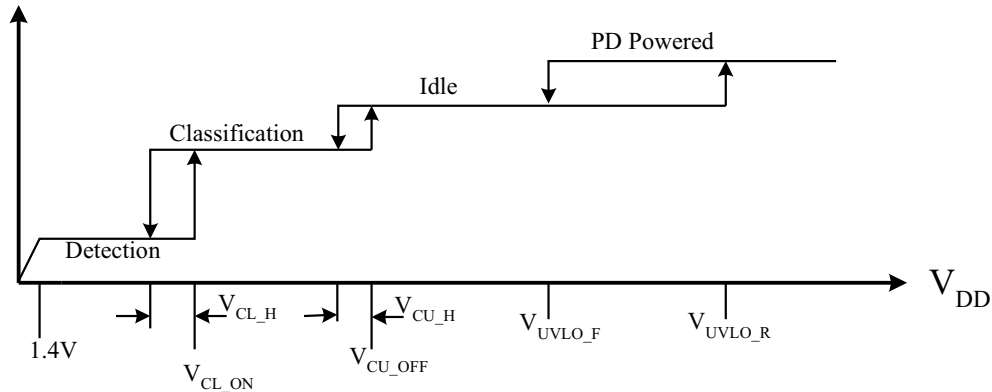 PD Powered
Idle
Classification
Detection
V_DD
V_CL_H
V_CU_H
V_UVLO_F
V_UVLO_R
1.4V
V_CL_ON
V_CU_OFF